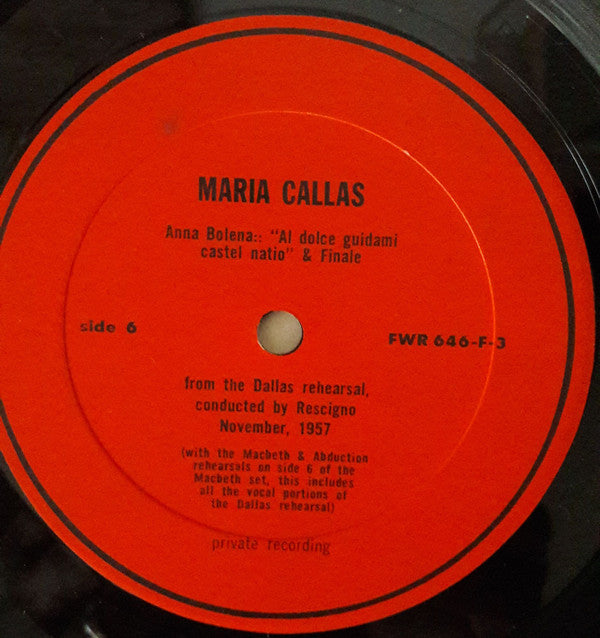 MARIA CALLAS
Anna Bolena:: "Al dolce guidami
castel natio" & Finale
side 6
FWR 646-F-3
from the Dallas rehearsal,
conducted by Rescigno
November, 1957
(with the Macbeth & Abduction
rehearsals on side 6 of the
Macbeth set, this includes
all the vocal portions of
the Dallas rehearsal)
private recording